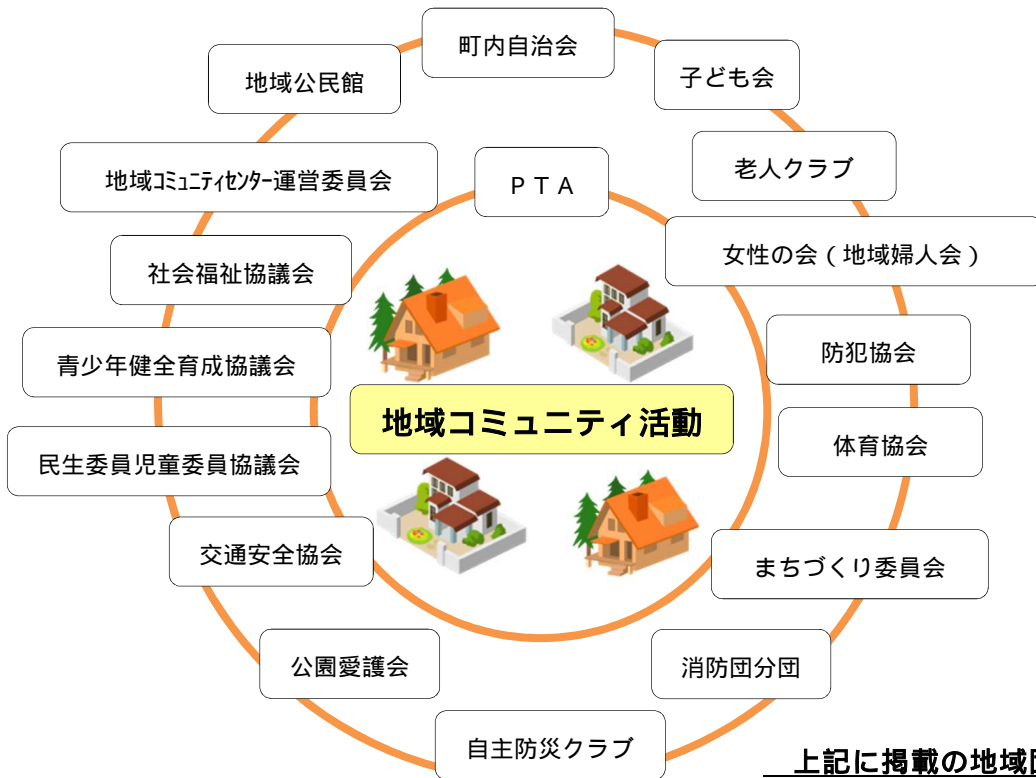 町内自治会
地域公民館
子ども会
地域ｺﾐｭﾆﾃｨｾﾝﾀｰ運営委員会
ＰＴＡ
老人クラブ
女性の会（地域婦人会）
社会福祉協議会
防犯協会
青少年健全育成協議会
地域コミュニティ活動
体育協会
民生委員児童委員協議会
交通安全協会
まちづくり委員会
公園愛護会
消防団分団
自主防災クラブ
上記に掲載の地域